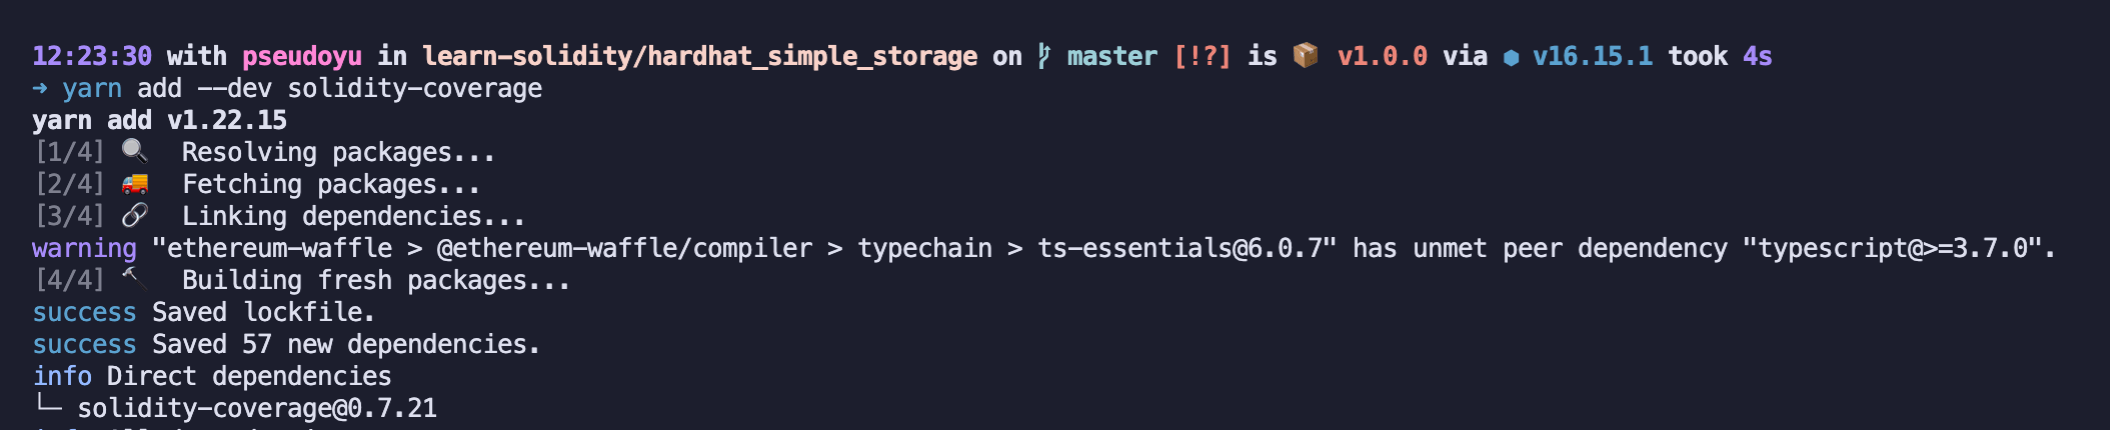 12:23:30 with pseudoyu in learn-solidity/hardhat_simple_storage on master [!?] is 📦 v1.0.0 via ⬢ v16.15.1 took 4s
➜ yarn add --dev solidity-coverage
yarn add v1.22.15
[1/4] 🔍 Resolving packages...
[2/4] 🚚 Fetching packages...
[3/4] 🔗 Linking dependencies...
warning "ethereum-waffle > @ethereum-waffle/compiler > typechain > ts-essentials@6.0.7" has unmet peer dependency "typescript@>=3.7.0".
[4/4] 🔨 Building fresh packages...
success Saved lockfile.
success Saved 57 new dependencies.
info Direct dependencies
└─ solidity-coverage@0.7.21